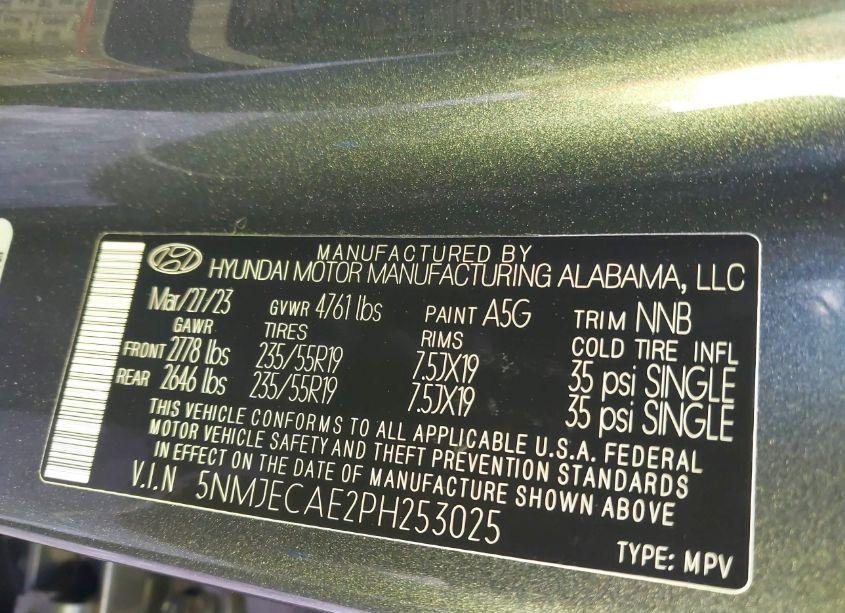 MANUFACTURED BY
HYUNDAI MOTOR MANUFACTURING ALABAMA, LLC
Mar/27/23 GVWR 4761 lbs PAINT A5G TRIM NNB
GAWR TIRES RIMS COLD TIRE INFL
FRONT 2778 lbs 235/55R19 7.5JX19 35 psi SINGLE
REAR 2646 lbs 235/55R19 7.5JX19 35 psi SINGLE
THIS VEHICLE CONFORMS TO ALL APPLICABLE U.S.A. FEDERAL
MOTOR VEHICLE SAFETY AND THEFT PREVENTION STANDARDS
IN EFFECT ON THE DATE OF MANUFACTURE SHOWN ABOVE
V.I.N 5NMJECAE2PH253025
TYPE: MPV